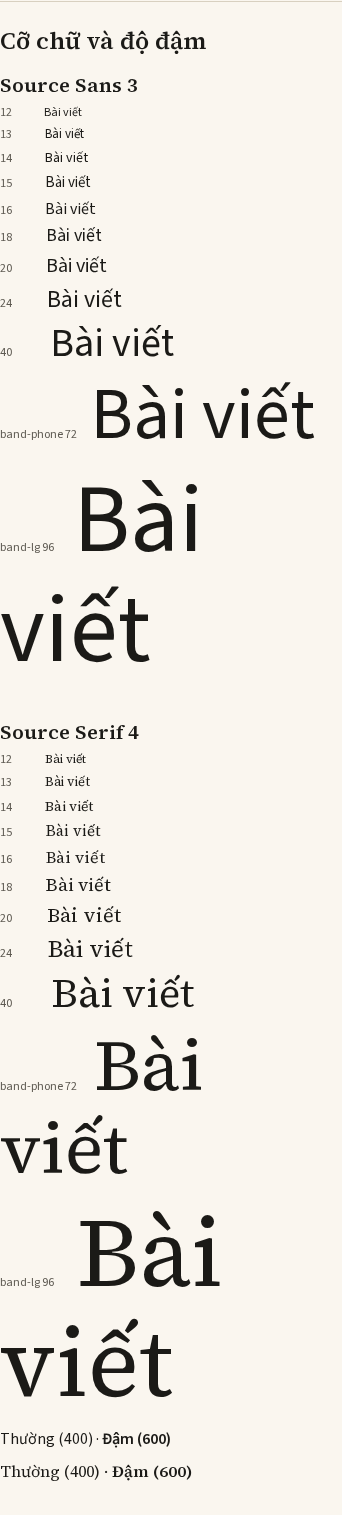 Cỡ chữ và độ đậm
Source Sans 3
12 Bài viết
13 Bài viết
14 Bài viết
15 Bài viết
16 Bài viết
18 Bài viết
20 Bài viết
24 Bài viết
40 Bài viết
band-phone 72 Bài viết
band-lg 96 Bài
viết
Source Serif 4
12 Bài viết
13 Bài viết
14 Bài viết
15 Bài viết
16 Bài viết
18 Bài viết
20 Bài viết
24 Bài viết
40 Bài viết
band-phone 72 Bài
viết
band-lg 96 Bài
viết
Thường (400) · Đậm (600)
Thường (400) · Đậm (600)